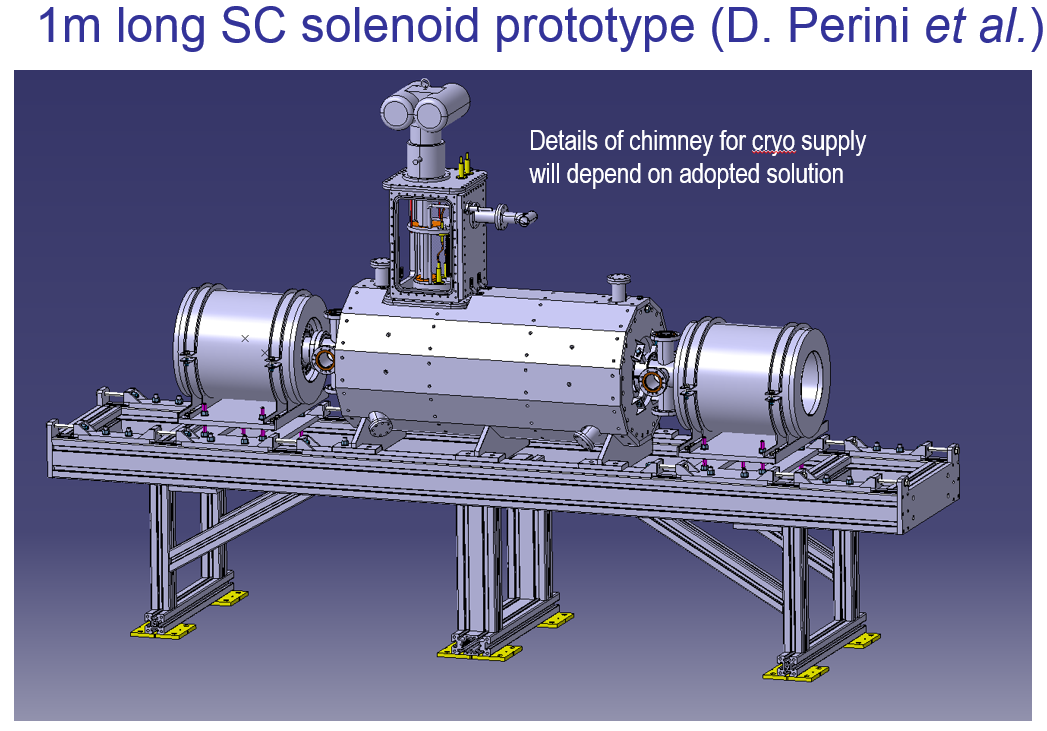 1m long SC solenoid prototype (D. Perini et al.)
Details of chimney for cryo supply
will depend on adopted solution